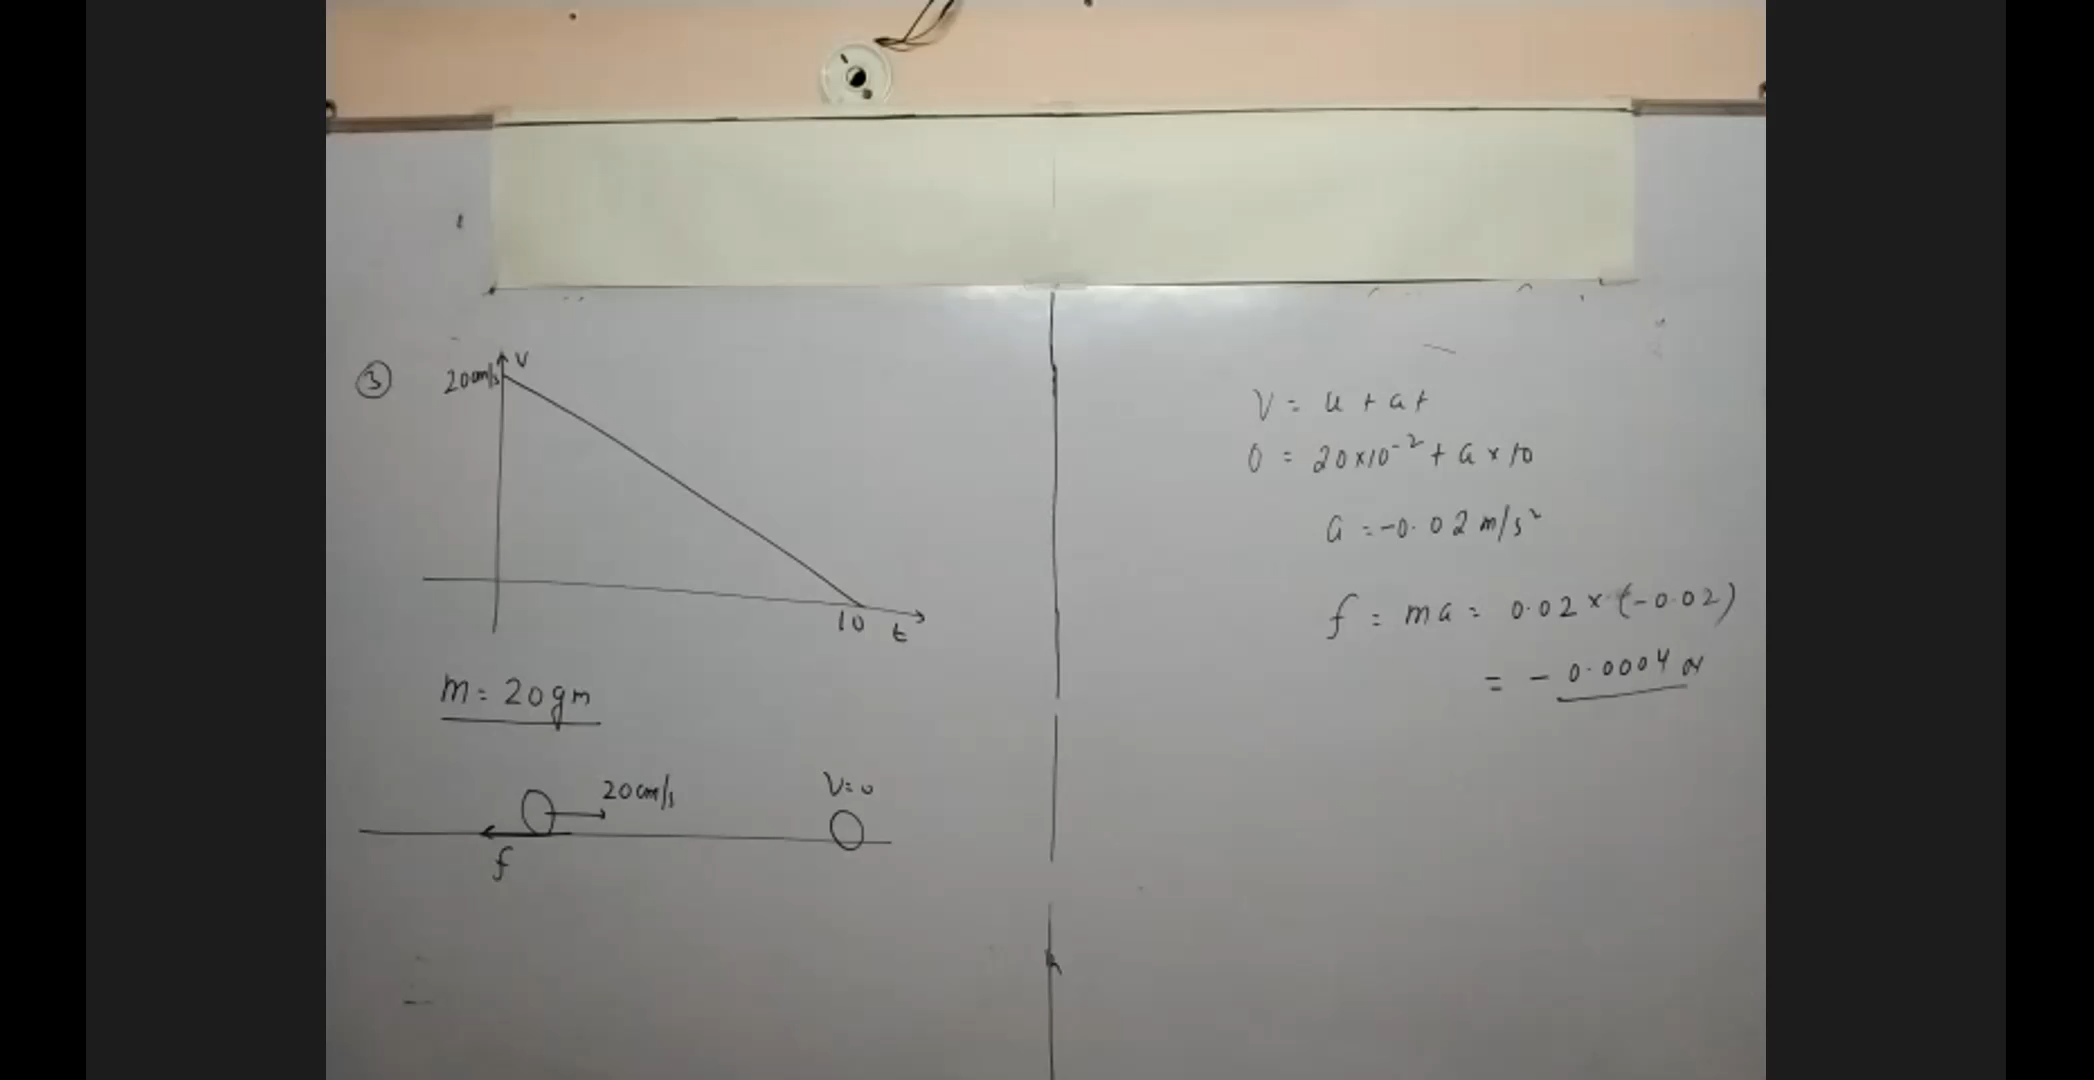 3
V
20cm/s
10
t
m = 20gm
20cm/s
V=0
f
V = u + at
0 = 20×10⁻² + a × 10
a = -0.02 m/s²
f = ma = 0.02 × (-0.02)
= - 0.0004 N